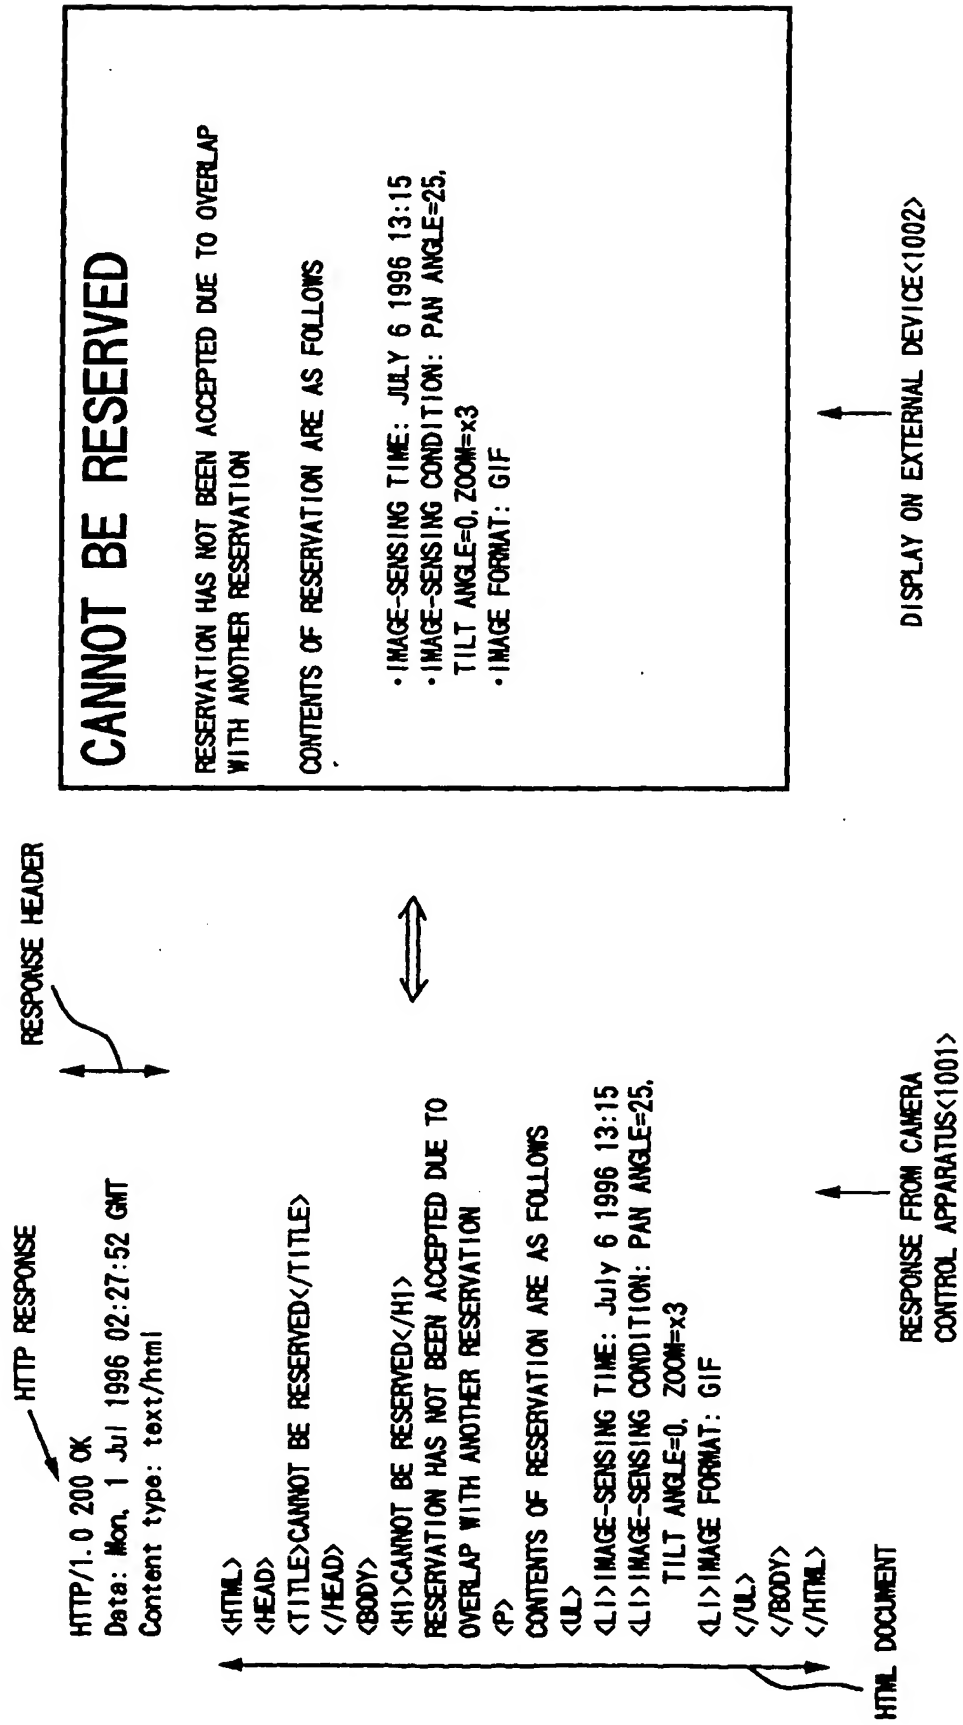 HTTP RESPONSE
RESPONSE HEADER
HTTP/1.0 200 OK
Data: Mon, 1 Jul 1996 02:27:52 GMT
Content type: text/html
<HTML>
<HEAD>
<TITLE>CANNOT BE RESERVED</TITLE>
</HEAD>
<BODY>
<H1>CANNOT BE RESERVED</H1>
RESERVATION HAS NOT BEEN ACCEPTED DUE TO
OVERLAP WITH ANOTHER RESERVATION
<P>
CONTENTS OF RESERVATION ARE AS FOLLOWS
<UL>
<LI>IMAGE-SENSING TIME: July 6 1996 13:15
<LI>IMAGE-SENSING CONDITION: PAN ANGLE=25,
TILT ANGLE=0, ZOOM=x3
<LI>IMAGE FORMAT: GIF
</UL>
</BODY>
</HTML>
HTML DOCUMENT
RESPONSE FROM CAMERA
CONTROL APPARATUS<1001>
CANNOT BE RESERVED
RESERVATION HAS NOT BEEN ACCEPTED DUE TO OVERLAP
WITH ANOTHER RESERVATION
CONTENTS OF RESERVATION ARE AS FOLLOWS
・IMAGE-SENSING TIME: JULY 6 1996 13:15
・IMAGE-SENSING CONDITION: PAN ANGLE=25,
TILT ANGLE=0, ZOOM=x3
・IMAGE FORMAT: GIF
DISPLAY ON EXTERNAL DEVICE<1002>